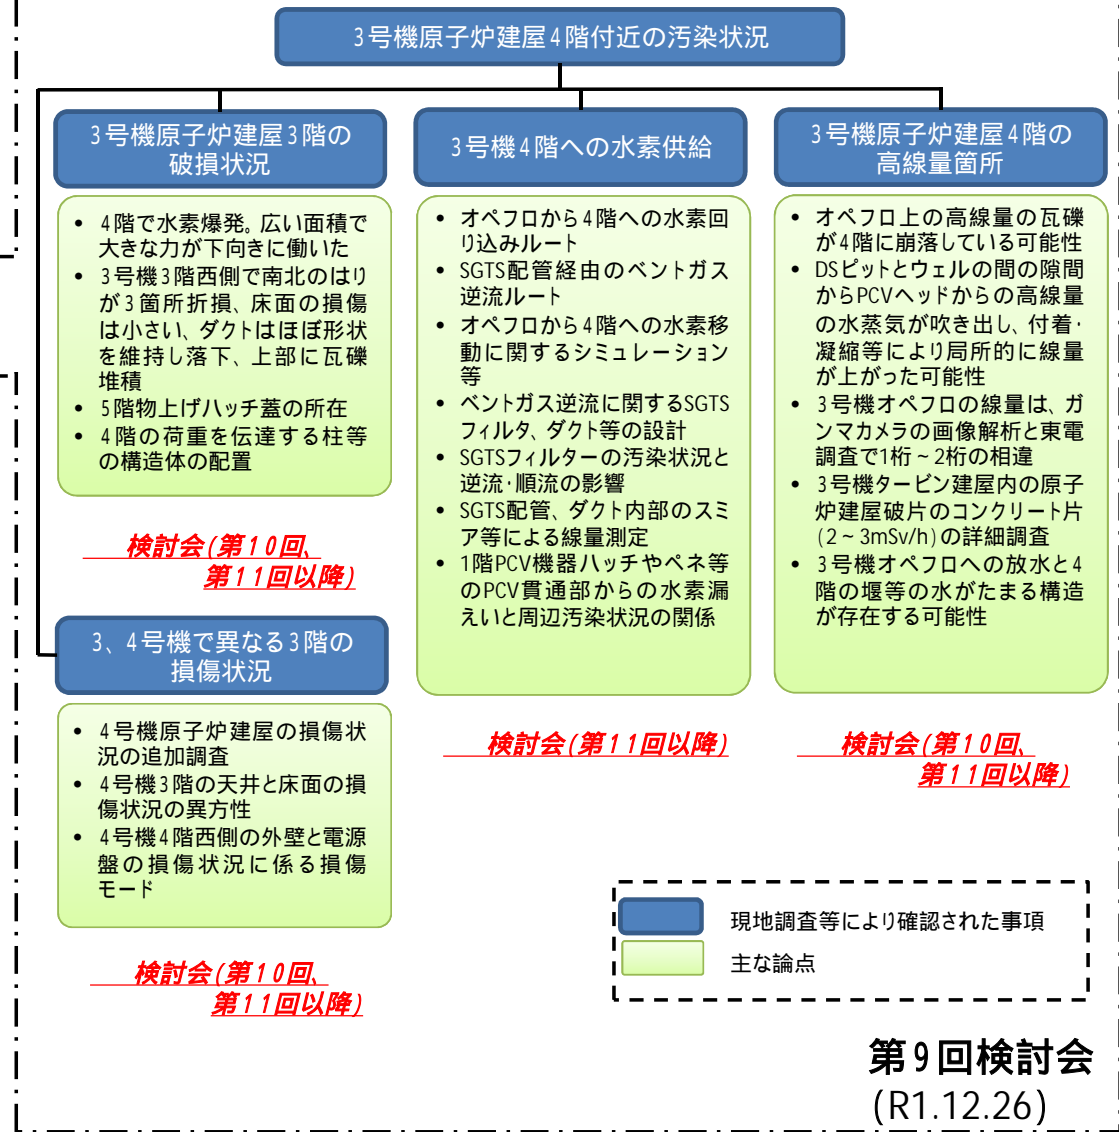 3号機原子炉建屋4階付近の汚染状況
3号機原子炉建屋3階の
破損状況
• 4階で水素爆発。広い面積で
大きな力が下向きに働いた
• 3号機3階西側で南北のはり
が3箇所折損、床面の損傷
は小さい、ダクトはほぼ形状
を維持し落下、上部に瓦礫
堆積
• 5階物上げハッチ蓋の所在
• 4階の荷重を伝達する柱等
の構造体の配置
検討会(第10回、
第11回以降)
3、4号機で異なる3階の
損傷状況
• 4号機原子炉建屋の損傷状
況の追加調査
• 4号機3階の天井と床面の損
傷状況の異方性
• 4号機4階西側の外壁と電源
盤の損傷状況に係る損傷
モード
検討会(第10回、
第11回以降)
3号機4階への水素供給
• オペフロから4階への水素回
り込みルート
• SGTS配管経由のベントガス
逆流ルート
• オペフロから4階への水素移
動に関するシミュレーション
等
• ベントガス逆流に関するSGTS
フィルタ、ダクト等の設計
• SGTSフィルターの汚染状況と
逆流・順流の影響
• SGTS配管、ダクト内部のスミ
ア等による線量測定
• 1階PCV機器ハッチやペネ等
のPCV貫通部からの水素漏
えいと周辺汚染状況の関係
検討会(第11回以降)
3号機原子炉建屋4階の
高線量箇所
• オペフロ上の高線量の瓦礫
が4階に崩落している可能性
• DSピットとウェルの間の隙間
からPCVヘッドからの高線量
の水蒸気が吹き出し、付着・
凝縮等により局所的に線量
が上がった可能性
• 3号機オペフロの線量は、ガ
ンマカメラの画像解析と東電
調査で1桁～2桁の相違
• 3号機タービン建屋内の原子
炉建屋破片のコンクリート片
(2～3mSv/h)の詳細調査
• 3号機オペフロへの放水と4
階の堰等の水がたまる構造
が存在する可能性
検討会(第10回、
第11回以降)
現地調査等により確認された事項
主な論点
第9回検討会
(R1.12.26)